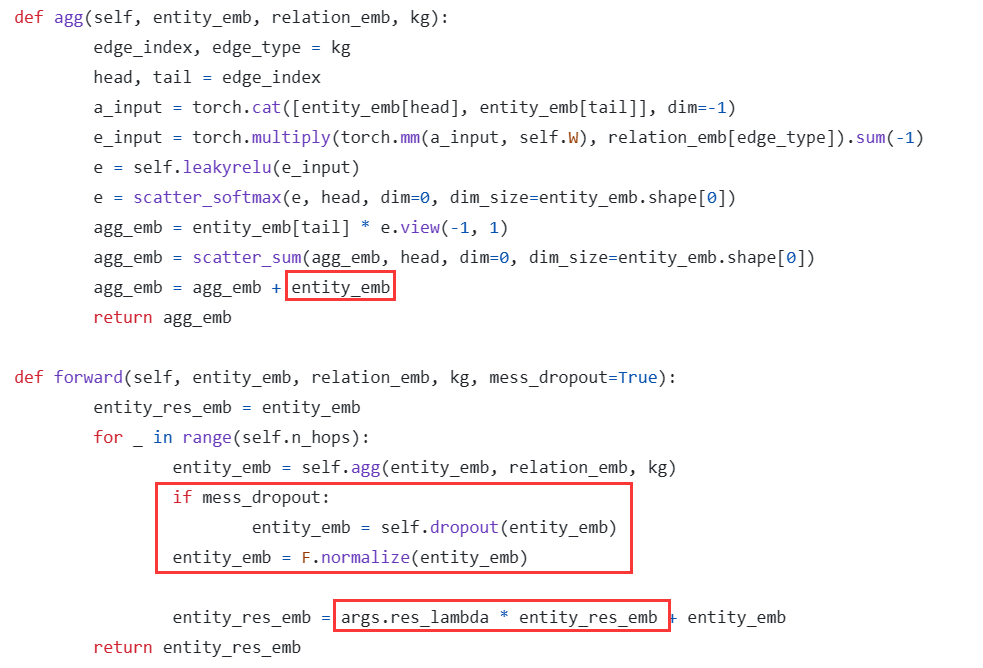 def agg(self, entity_emb, relation_emb, kg):
edge_index, edge_type = kg
head, tail = edge_index
a_input = torch.cat([entity_emb[head], entity_emb[tail]], dim=-1)
e_input = torch.multiply(torch.mm(a_input, self.W), relation_emb[edge_type]).sum(-1)
e = self.leakyrelu(e_input)
e = scatter_softmax(e, head, dim=0, dim_size=entity_emb.shape[0])
agg_emb = entity_emb[tail] * e.view(-1, 1)
agg_emb = scatter_sum(agg_emb, head, dim=0, dim_size=entity_emb.shape[0])
agg_emb = agg_emb + entity_emb
return agg_emb
def forward(self, entity_emb, relation_emb, kg, mess_dropout=True):
entity_res_emb = entity_emb
for _ in range(self.n_hops):
entity_emb = self.agg(entity_emb, relation_emb, kg)
if mess_dropout:
entity_emb = self.dropout(entity_emb)
entity_emb = F.normalize(entity_emb)
entity_res_emb = args.res_lambda * entity_res_emb + entity_emb
return entity_res_emb